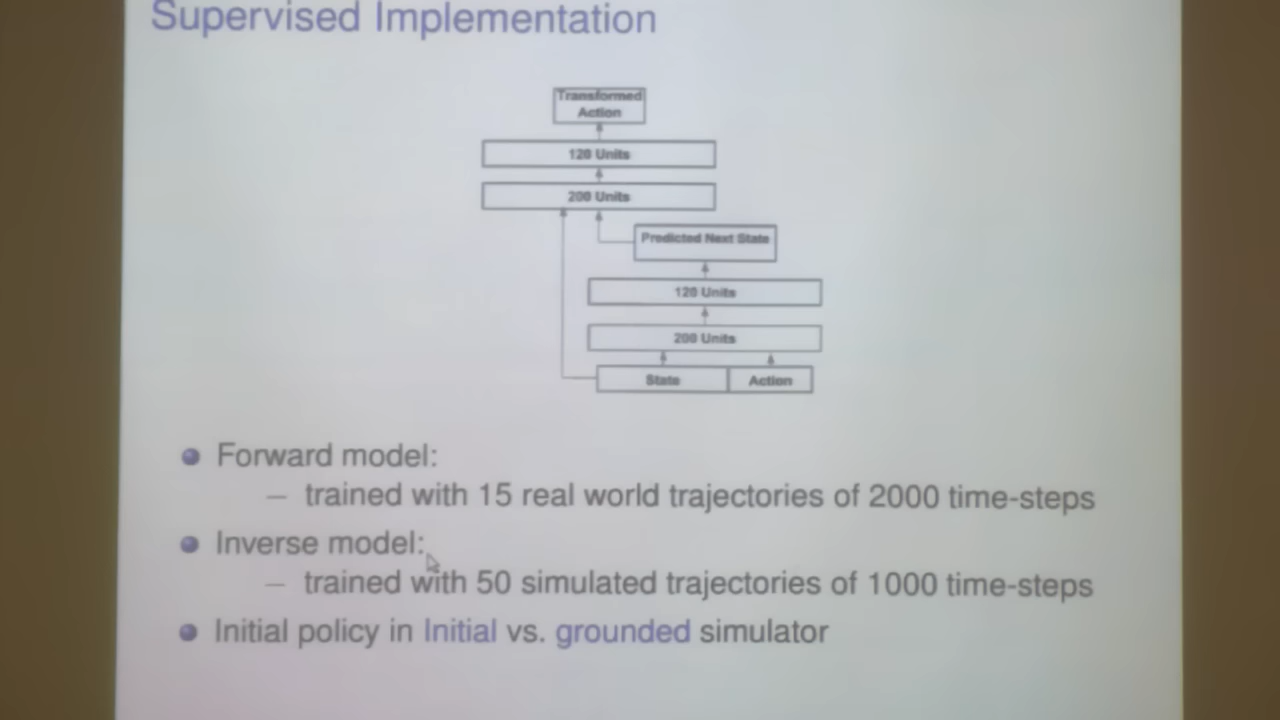 Supervised Implementation
Transformed
Action
120 Units
200 Units
Predicted Next State
120 Units
200 Units
State
Action
Forward model:
– trained with 15 real world trajectories of 2000 time-steps
Inverse model:
– trained with 50 simulated trajectories of 1000 time-steps
Initial policy in Initial vs. grounded simulator